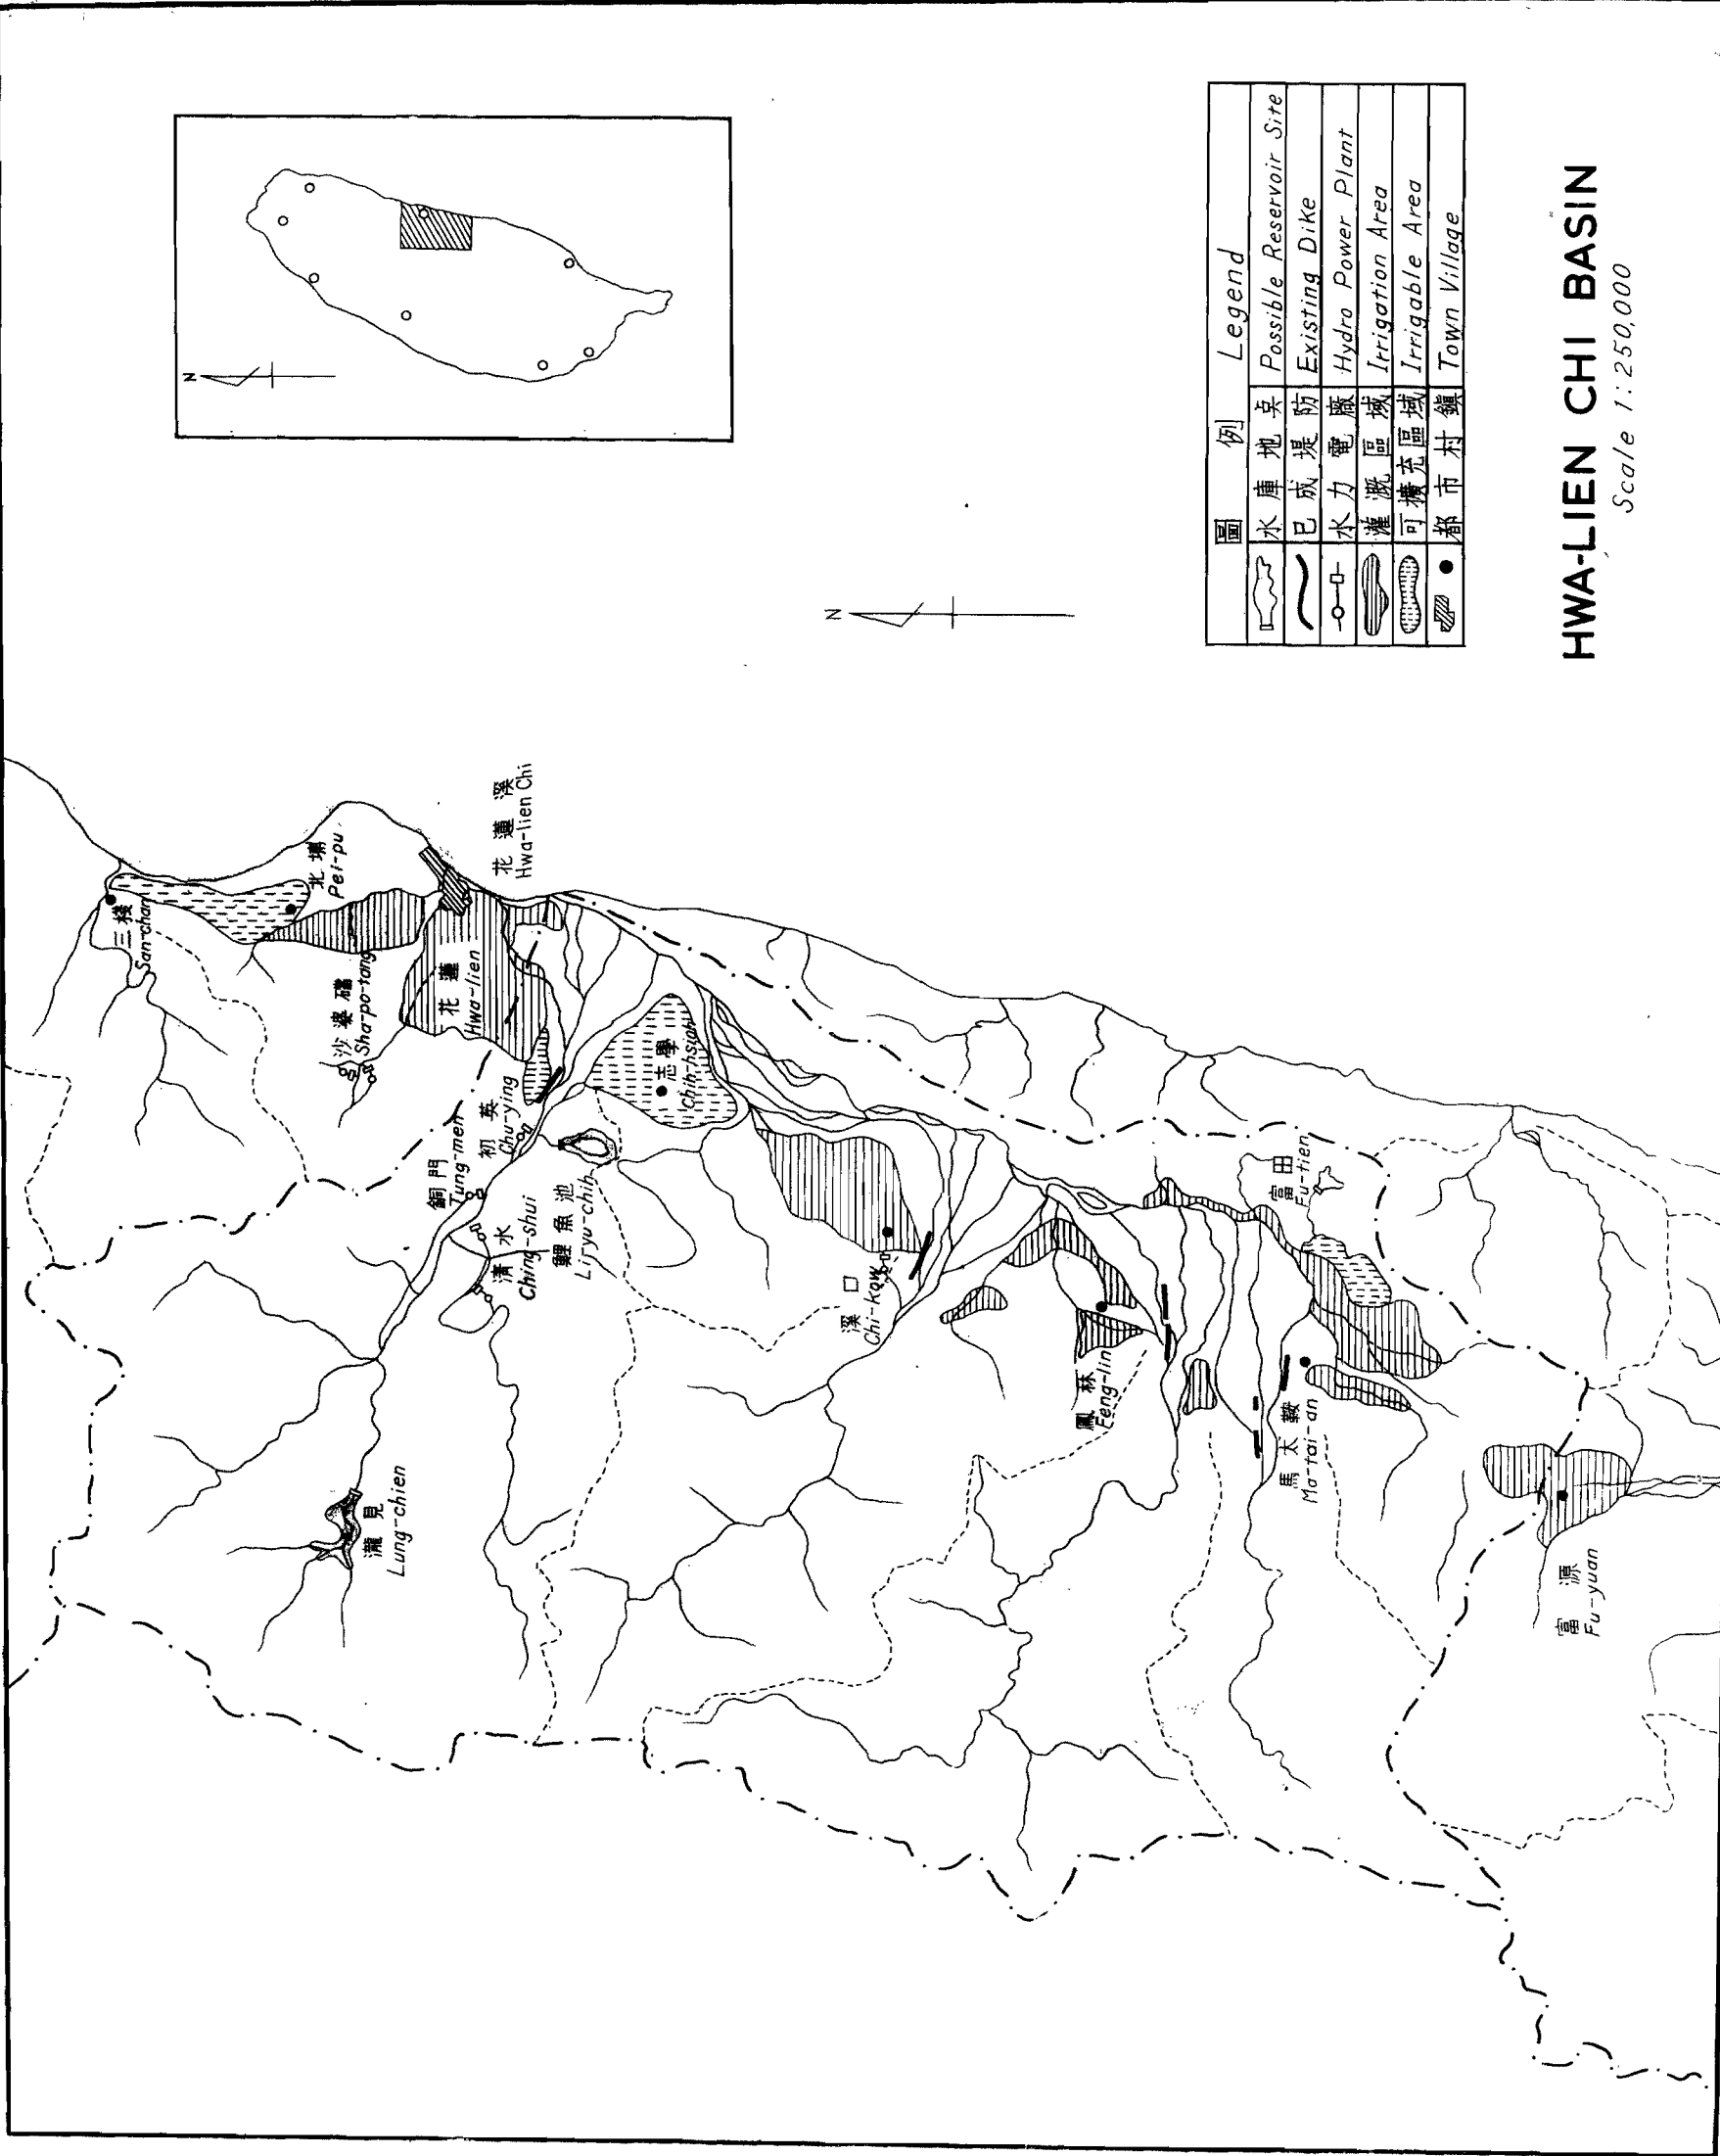 N
N
圖 例 Legend
水庫地点 Possible Reservoir Site
已成堤防 Existing Dike
水力電廠 Hydro Power Plant
灌溉區域 Irrigation Area
可擴充區域 Irrigable Area
都市村鎮 Town Village
HWA-LIEN CHI BASIN
Scale 1:250,000
三棧
San-chan
北埔
Pei-pu
沙婆礑
Sha-po-tang
花蓮
Hwa-lien
花蓮溪
Hwa-lien Chi
銅門
Tung-men
初英
Chu-ying
清水
Ching-shui
鯉魚池
Li-yu-chih
志學
Chih-hsiah
瀧見
Lung-chien
溪口
Chi-kow
鳳林
Feng-lin
富田
Fu-tien
馬太鞍
Ma-tai-an
富源
Fu-yuan